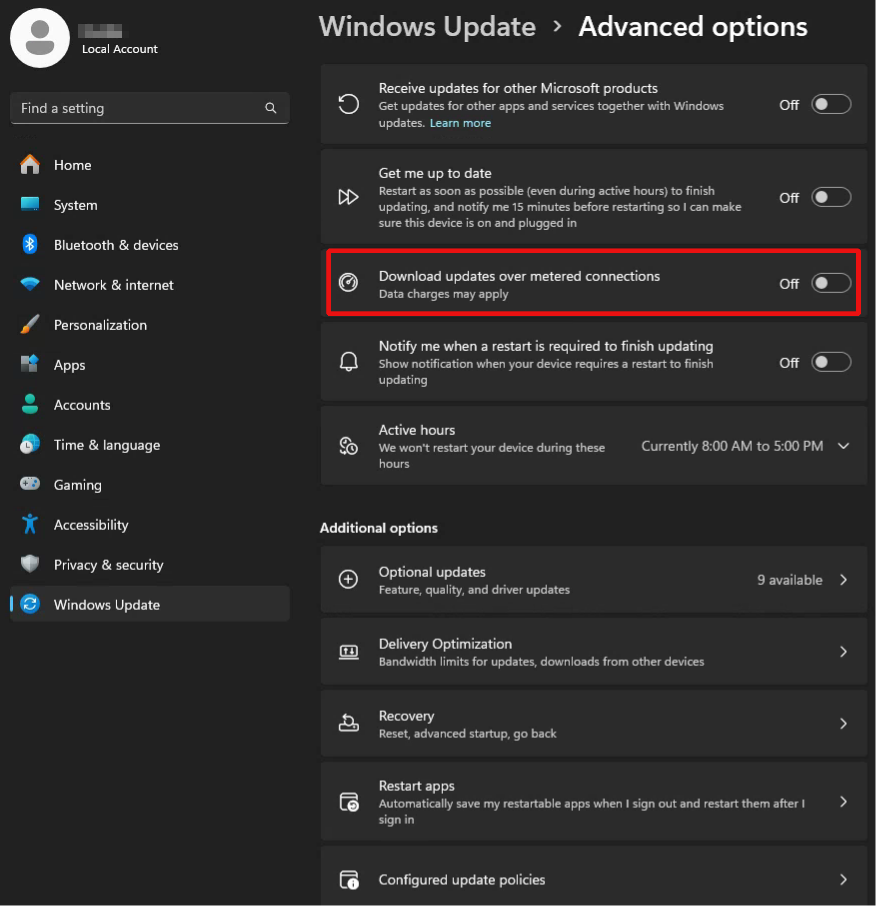 Local Account
Find a setting
Home
System
Bluetooth & devices
Network & internet
Personalization
Apps
Accounts
Time & language
Gaming
Accessibility
Privacy & security
Windows Update
Windows Update > Advanced options
Receive updates for other Microsoft products
Get updates for other apps and services together with Windows
updates. Learn more
Off
Get me up to date
Restart as soon as possible (even during active hours) to finish
updating, and notify me 15 minutes before restarting so I can make
sure this device is on and plugged in
Off
Download updates over metered connections
Data charges may apply
Off
Notify me when a restart is required to finish updating
Show notification when your device requires a restart to finish
updating
Off
Active hours
We won't restart your device during these
hours
Currently 8:00 AM to 5:00 PM
Additional options
Optional updates
Feature, quality, and driver updates
9 available
Delivery Optimization
Bandwidth limits for updates, downloads from other devices
Recovery
Reset, advanced startup, go back
Restart apps
Automatically save my restartable apps when I sign out and restart them after I
sign in
Configured update policies